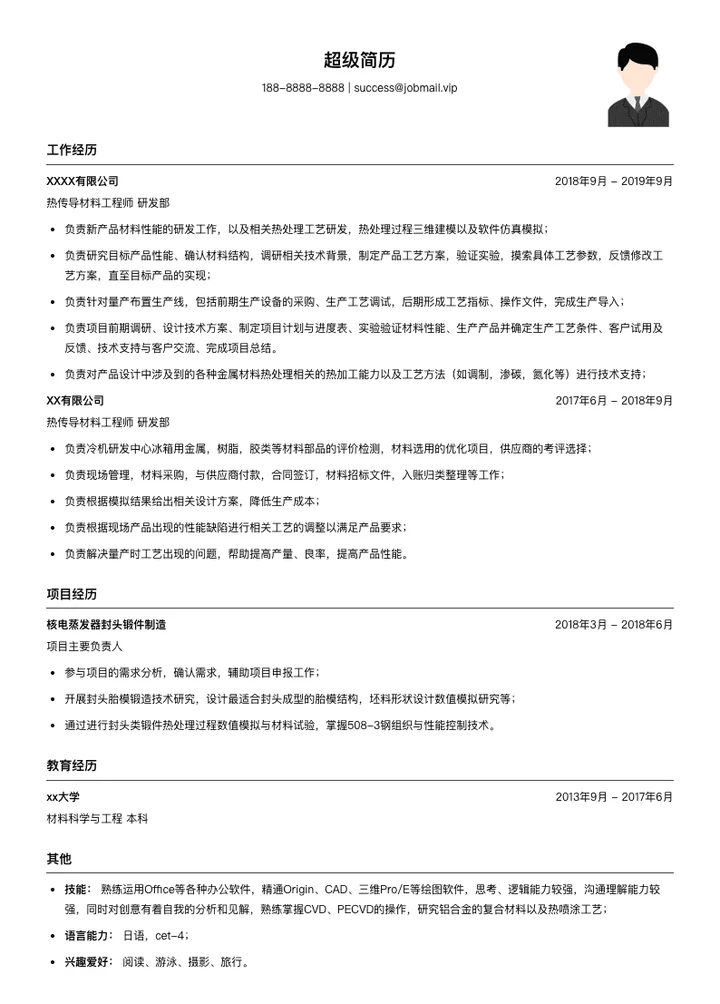 超级简历
188-8888-8888 | success@jobmail.vip
工作经历
XXXX有限公司 2018年9月 - 2019年9月
热传导材料工程师 研发部
• 负责新产品材料性能的研发工作，以及相关热处理工艺研发，热处理过程三维建模以及软件仿真模拟；
• 负责研究目标产品性能、确认材料结构，调研相关技术背景，制定产品工艺方案，验证实验，摸索具体工艺参数，反馈修改工
艺方案，直至目标产品的实现；
• 负责针对量产布置生产线，包括前期生产设备的采购、生产工艺调试，后期形成工艺指标、操作文件，完成生产导入；
• 负责项目前期调研、设计技术方案、制定项目计划与进度表、实验验证材料性能、生产产品并确定生产工艺条件、客户试用及
反馈、技术支持与客户交流、完成项目总结。
• 负责对产品设计中涉及到的各种金属材料热处理相关的热加工能力以及工艺方法（如调制，渗碳，氮化等）进行技术支持；
XX有限公司 2017年6月 - 2018年9月
热传导材料工程师 研发部
• 负责冷机研发中心冰箱用金属，树脂，胶类等材料部品的评价检测，材料选用的优化项目，供应商的考评选择；
• 负责现场管理，材料采购，与供应商付款，合同签订，材料招标文件，入账归类整理等工作；
• 负责根据模拟结果给出相关设计方案，降低生产成本；
• 负责根据现场产品出现的性能缺陷进行相关工艺的调整以满足产品要求；
• 负责解决量产时工艺出现的问题，帮助提高产量、良率，提高产品性能。
项目经历
核电蒸发器封头锻件制造 2018年3月 - 2018年6月
项目主要负责人
• 参与项目的需求分析，确认需求，辅助项目申报工作；
• 开展封头胎模锻造技术研究，设计最适合封头成型的胎模结构，坯料形状设计数值模拟研究等；
• 通过进行封头类锻件热处理过程数值模拟与材料试验，掌握508-3钢组织与性能控制技术。
教育经历
xx大学 2013年9月 - 2017年6月
材料科学与工程 本科
其他
• 技能： 熟练运用Office等各种办公软件，精通Origin、CAD、三维Pro/E等绘图软件，思考、逻辑能力较强，沟通理解能力较
强，同时对创意有着自我的分析和见解，熟练掌握CVD、PECVD的操作，研究铝合金的复合材料以及热喷涂工艺；
• 语言能力： 日语，cet-4；
• 兴趣爱好： 阅读、游泳、摄影、旅行。